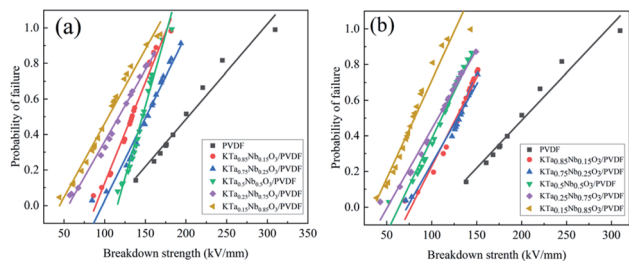 (a)
Probability of failure
1.0
0.8
0.6
0.4
0.2
0.0
PVDF
KTa0.85Nb0.15O3/PVDF
KTa0.75Nb0.25O3/PVDF
KTa0.5Nb0.5O3/PVDF
KTa0.25Nb0.75O3/PVDF
KTa0.15Nb0.85O3/PVDF
50 100 150 200 250 300
Breakdown strength (kV/mm)
(b)
Probability of failure
1.0
0.8
0.6
0.4
0.2
0.0
PVDF
KTa0.85Nb0.15O3/PVDF
KTa0.75Nb0.25O3/PVDF
KTa0.5Nb0.5O3/PVDF
KTa0.25Nb0.75O3/PVDF
KTa0.15Nb0.85O3/PVDF
50 100 150 200 250 300
Breakdown strenth (kV/mm)